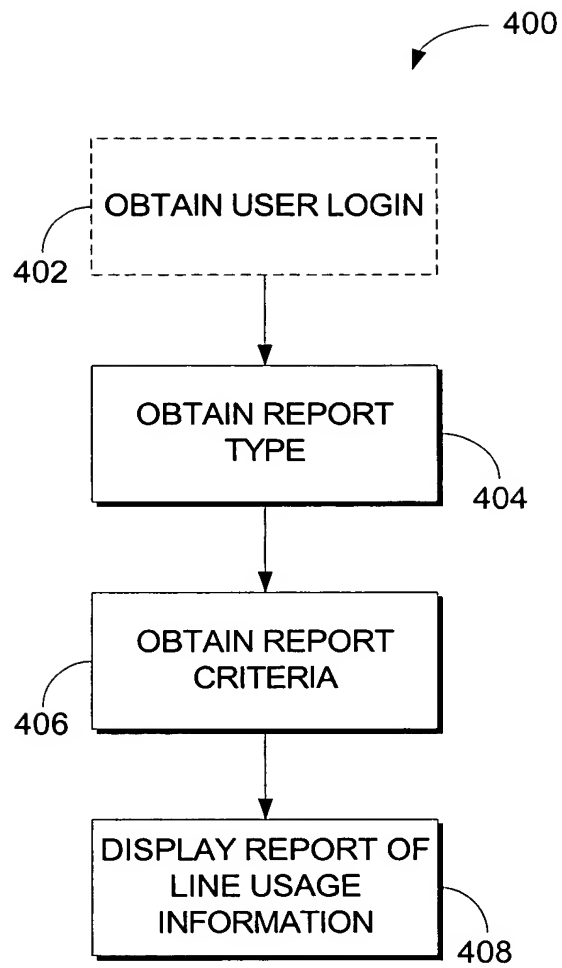 400
OBTAIN USER LOGIN
402
OBTAIN REPORT
TYPE
404
OBTAIN REPORT
CRITERIA
406
DISPLAY REPORT OF
LINE USAGE
INFORMATION
408